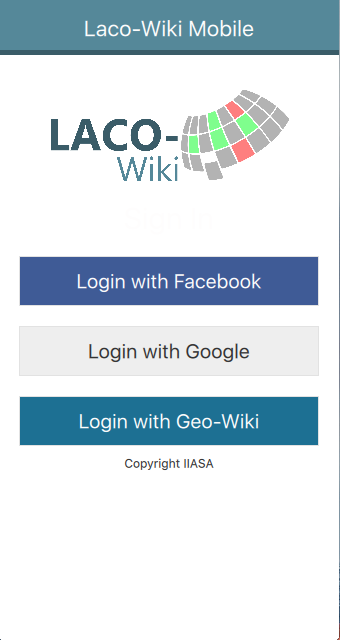 Laco-Wiki Mobile
LACO-
Wiki
Sign In
Login with Facebook
Login with Google
Login with Geo-Wiki
Copyright IIASA